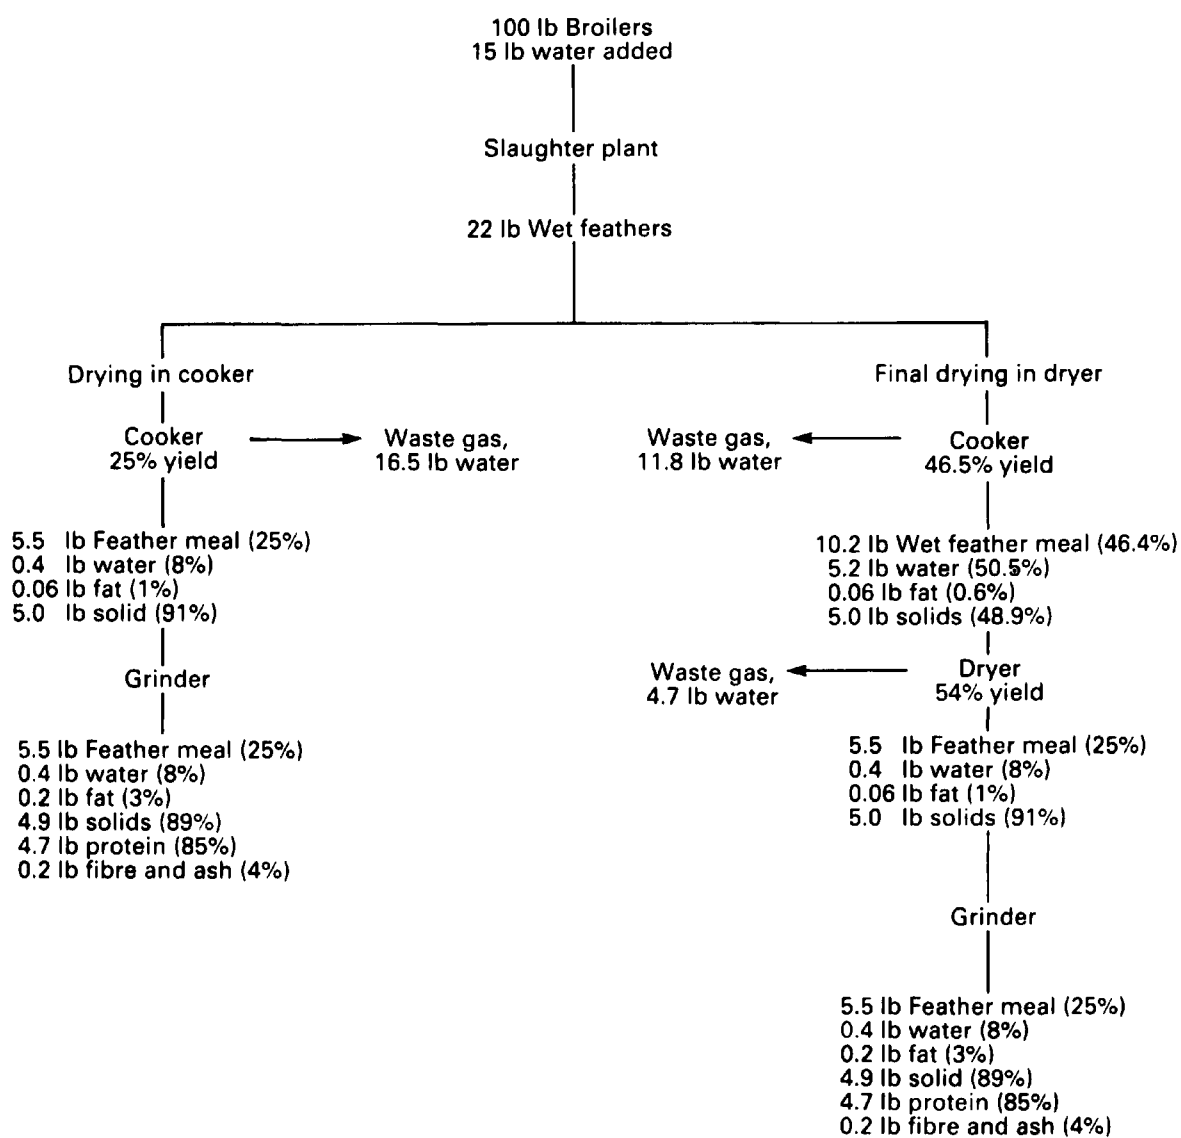 100 lb Broilers
15 lb water added
Slaughter plant
22 lb Wet feathers
Drying in cooker
Cooker
25% yield
Waste gas,
16.5 lb water
5.5 lb Feather meal (25%)
0.4 lb water (8%)
0.06 lb fat (1%)
5.0 lb solid (91%)
Grinder
5.5 lb Feather meal (25%)
0.4 lb water (8%)
0.2 lb fat (3%)
4.9 lb solids (89%)
4.7 lb protein (85%)
0.2 lb fibre and ash (4%)
Final drying in dryer
Waste gas,
11.8 lb water
Cooker
46.5% yield
10.2 lb Wet feather meal (46.4%)
5.2 lb water (50.5%)
0.06 lb fat (0.6%)
5.0 lb solids (48.9%)
Waste gas,
4.7 lb water
Dryer
54% yield
5.5 lb Feather meal (25%)
0.4 lb water (8%)
0.06 lb fat (1%)
5.0 lb solids (91%)
Grinder
5.5 lb Feather meal (25%)
0.4 lb water (8%)
0.2 lb fat (3%)
4.9 lb solid (89%)
4.7 lb protein (85%)
0.2 lb fibre and ash (4%)